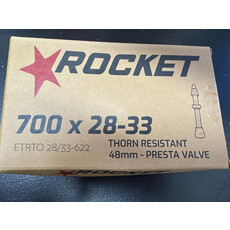 ROCKET
700 x 28-33
ETRTO 28/33-622
THORN RESISTANT
48mm - PRESTA VALVE